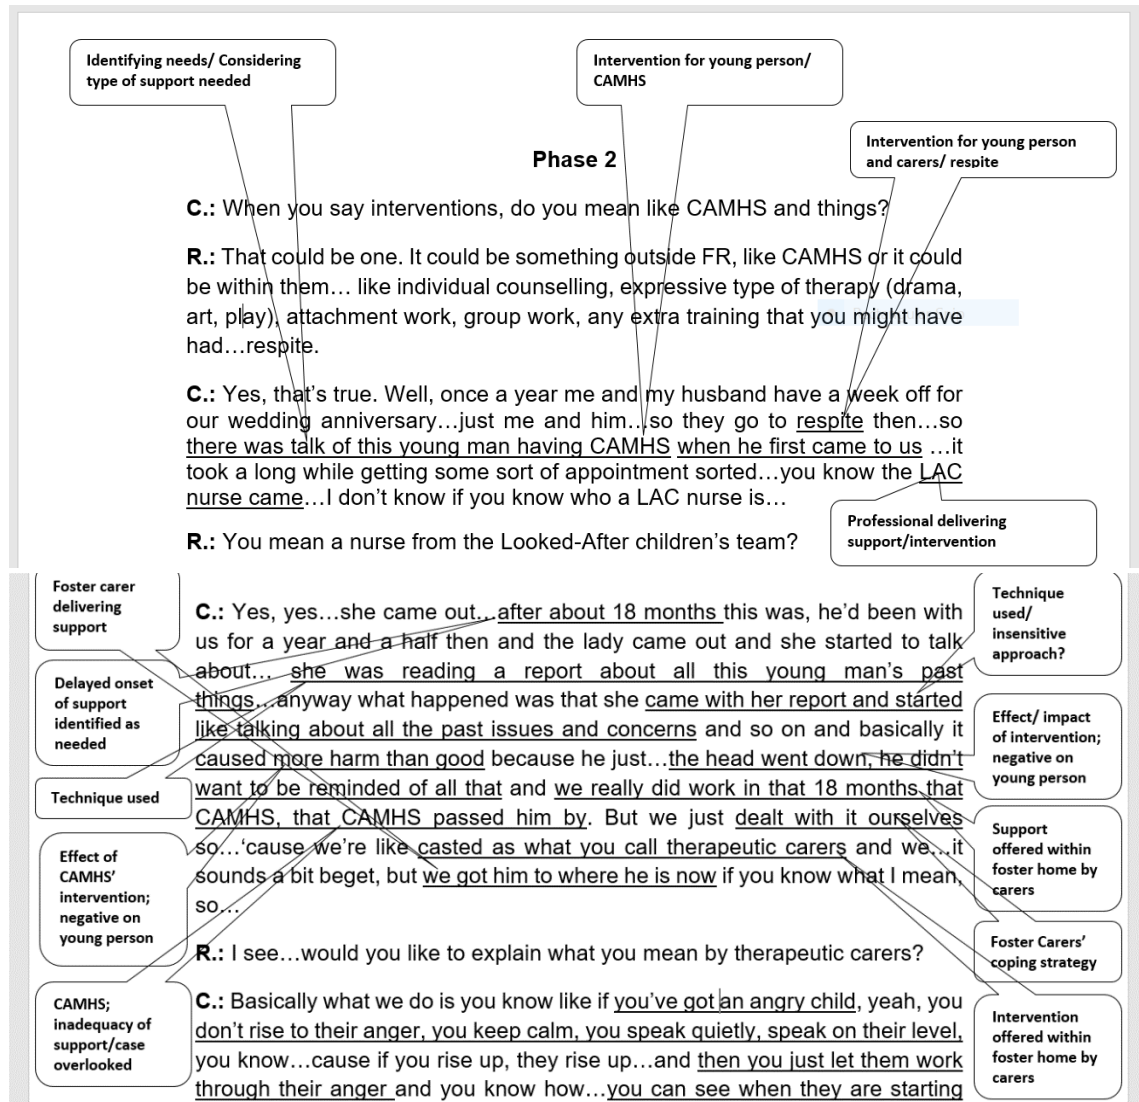 Identifying needs/ Considering
type of support needed
Intervention for young person/
CAMHS
Intervention for young person
and carers/ respite
Phase 2
C.: When you say interventions, do you mean like CAMHS and things?
R.: That could be one. It could be something outside FR, like CAMHS or it could
be within them… like individual counselling, expressive type of therapy (drama,
art, play), attachment work, group work, any extra training that you might have
had…respite.
C.: Yes, that's true. Well, once a year me and my husband have a week off for
our wedding anniversary…just me and him…so they go to respite then…so
there was talk of this young man having CAMHS when he first came to us …it
took a long while getting some sort of appointment sorted…you know the LAC
nurse came…I don't know if you know who a LAC nurse is…
Professional delivering
support/intervention
R.: You mean a nurse from the Looked-After children's team?
Foster carer
delivering
support
Delayed onset
of support
identified as
needed
Technique used
Effect of
CAMHS'
intervention;
negative on
young person
CAMHS;
inadequacy of
support/case
overlooked
C.: Yes, yes…she came out…after about 18 months this was, he'd been with
us for a year and a half then and the lady came out and she started to talk
about… she was reading a report about all this young man's past
things…anyway what happened was that she came with her report and started
like talking about all the past issues and concerns and so on and basically it
caused more harm than good because he just…the head went down, he didn't
want to be reminded of all that and we really did work in that 18 months that
CAMHS, that CAMHS passed him by. But we just dealt with it ourselves
so…'cause we're like casted as what you call therapeutic carers and we…it
sounds a bit beget, but we got him to where he is now if you know what I mean,
so…
R.: I see…would you like to explain what you mean by therapeutic carers?
C.: Basically what we do is you know like if you've got an angry child, yeah, you
don't rise to their anger, you keep calm, you speak quietly, speak on their level,
you know…cause if you rise up, they rise up…and then you just let them work
through their anger and you know how…you can see when they are starting
Technique
used/
insensitive
approach?
Effect/ impact
of intervention;
negative on
young person
Support
offered within
foster home by
carers
Foster Carers'
coping strategy
Intervention
offered within
foster home by
carers